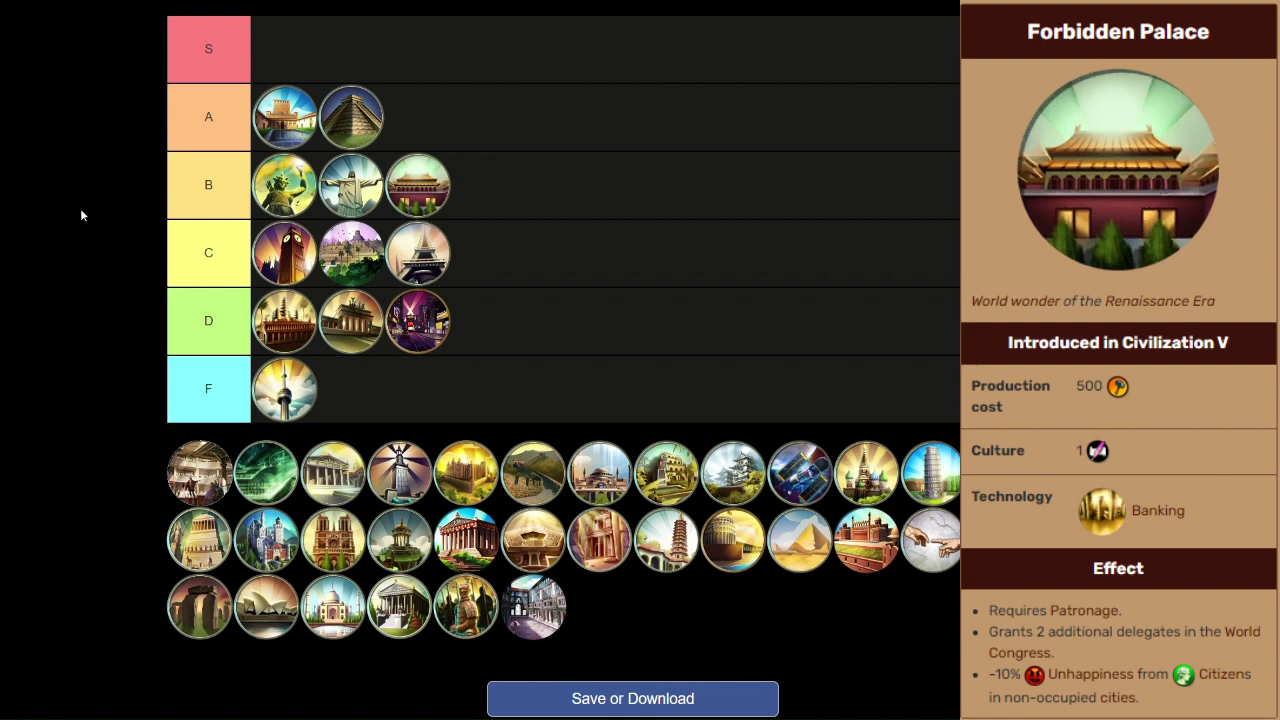 S
A
B
C
D
F
Save or Download
Forbidden Palace
World wonder of the Renaissance Era
Introduced in Civilization V
Production cost 500
Culture 1
Technology Banking
Effect
• Requires Patronage.
• Grants 2 additional delegates in the World
Congress.
• -10% Unhappiness from Citizens
in non-occupied cities.